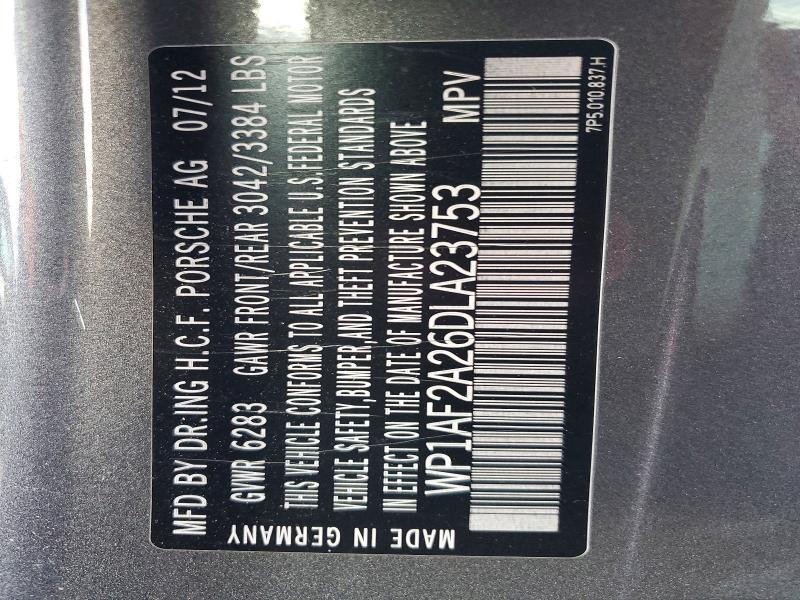 MFD BY DR.ING H.C.F. PORSCHE AG 07/12
GVWR 6283 GAWR FRONT/REAR 3042/3384 LBS
THIS VEHICLE CONFORMS TO ALL APPLICABLE U.S.FEDERAL MOTOR
VEHICLE SAFETY,BUMPER,AND THEFT PREVENTION STANDARDS
IN EFFECT ON THE DATE OF MANUFACTURE SHOWN ABOVE
WP1AF2A26DLA23753 MPV
7P5.010.837.H
MADE IN GERMANY